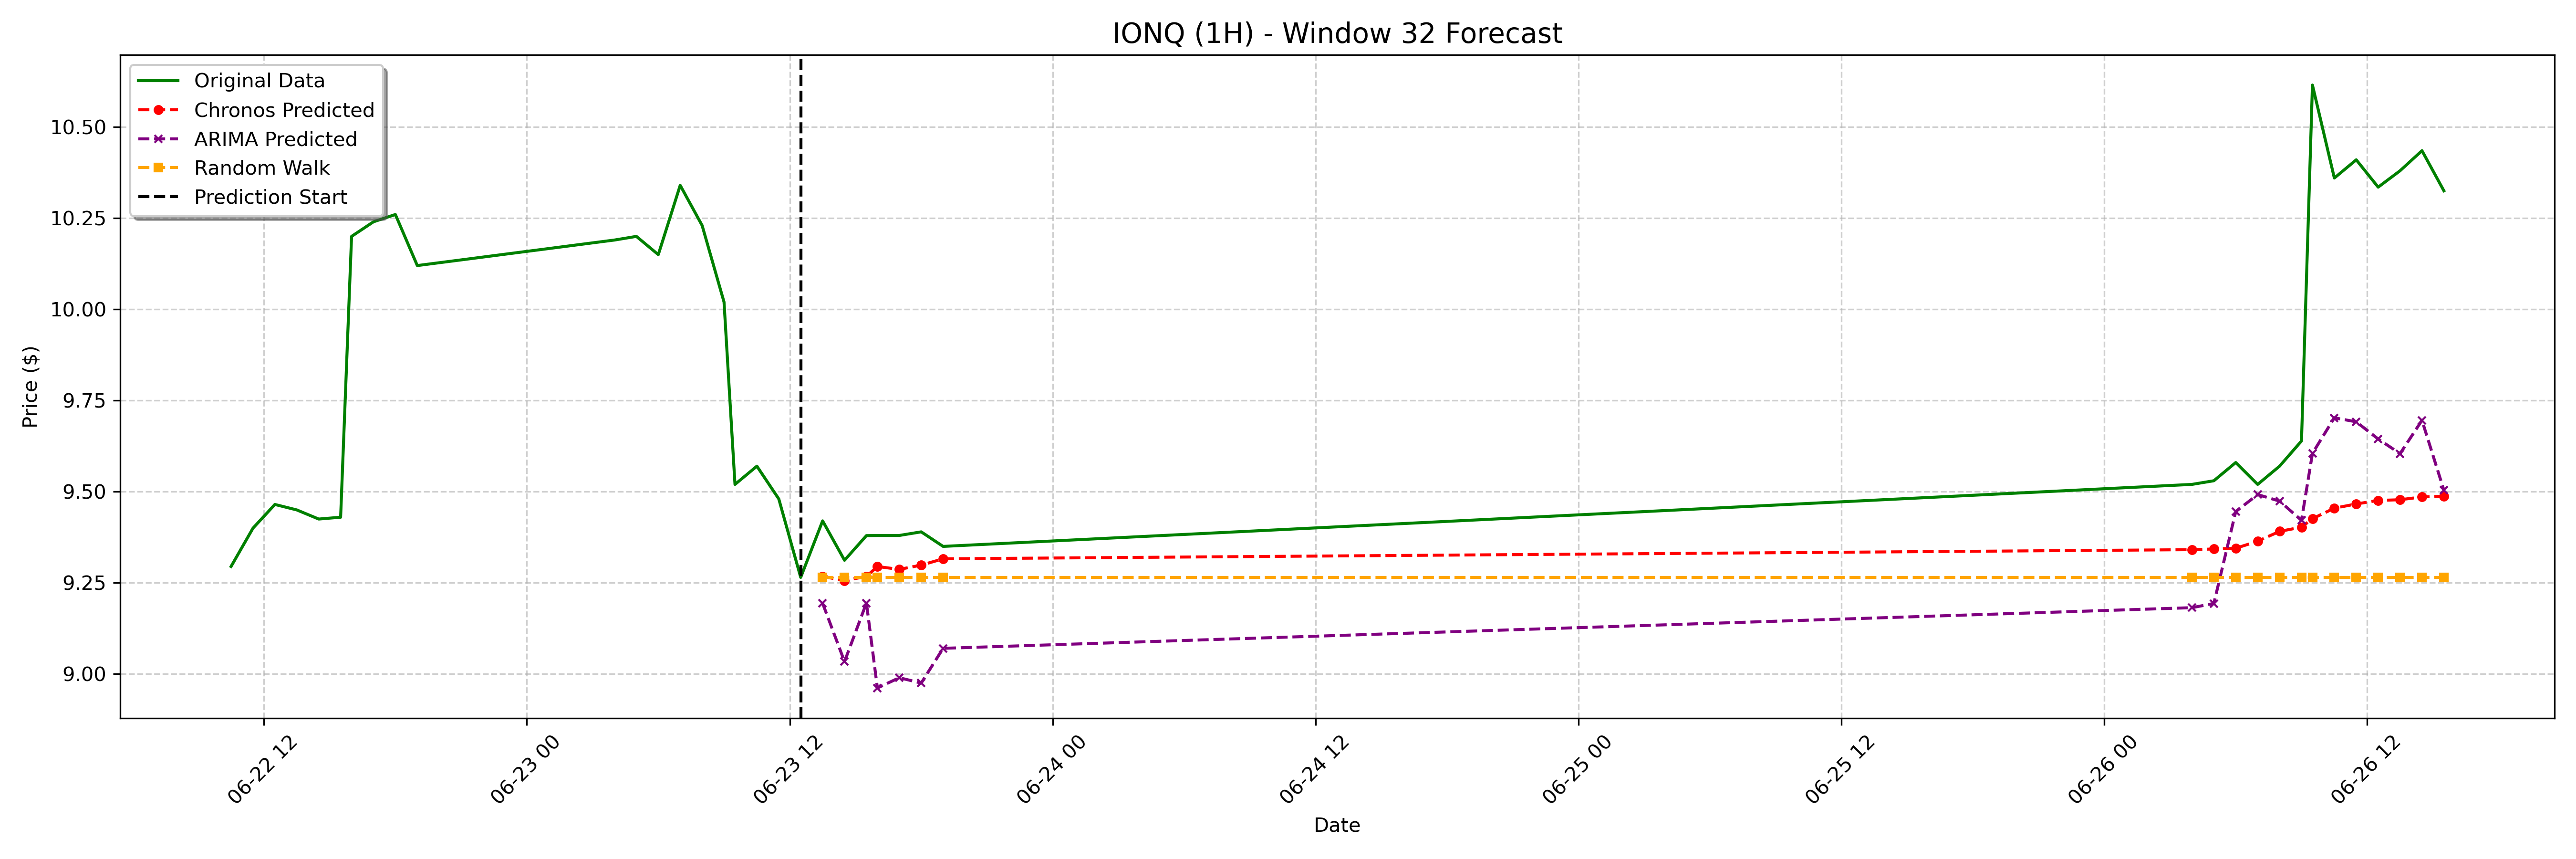 IONQ (1H) - Window 32 Forecast
Original Data
Chronos Predicted
ARIMA Predicted
Random Walk
Prediction Start
Price ($)
10.50
10.25
10.00
9.75
9.50
9.25
9.00
06-22 12
06-23 00
06-23 12
06-24 00
06-24 12
06-25 00
06-25 12
06-26 00
06-26 12
Date